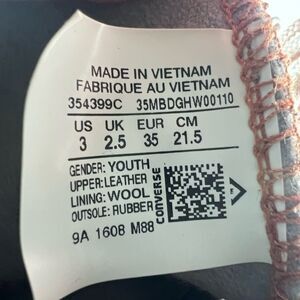 MADE IN VIETNAM
FABRIQUE AU VIETNAM
354399C 35MBDGHW00110
US UK EUR CM
3 2.5 35 21.5
GENDER: YOUTH
UPPER: LEATHER
LINING: WOOL
OUTSOLE: RUBBER
CONVERSE
9A 1608 M88